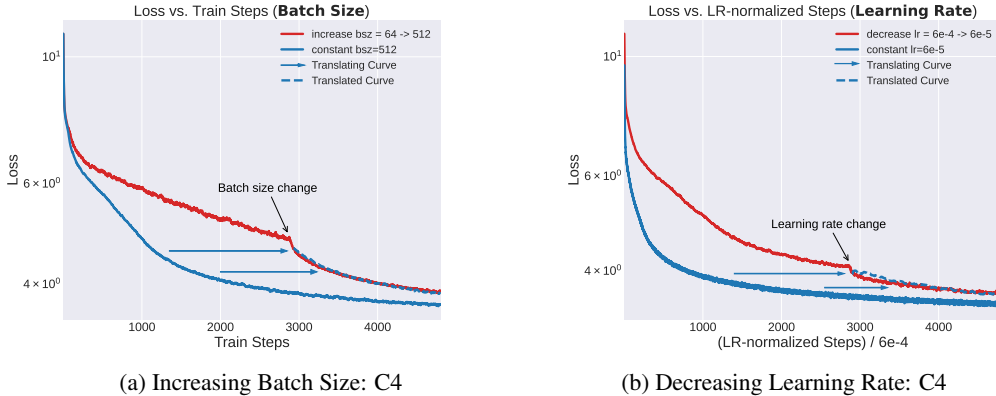 Loss vs. Train Steps (Batch Size)
increase bsz = 64 -> 512
constant bsz=512
Translating Curve
Translated Curve
10¹
6 × 10⁰
4 × 10⁰
Loss
Batch size change
1000 2000 3000 4000
Train Steps
(a) Increasing Batch Size: C4
Loss vs. LR-normalized Steps (Learning Rate)
decrease lr = 6e-4 -> 6e-5
constant lr=6e-5
Translating Curve
Translated Curve
10¹
6 × 10⁰
4 × 10⁰
Loss
Learning rate change
1000 2000 3000 4000
(LR-normalized Steps) / 6e-4
(b) Decreasing Learning Rate: C4